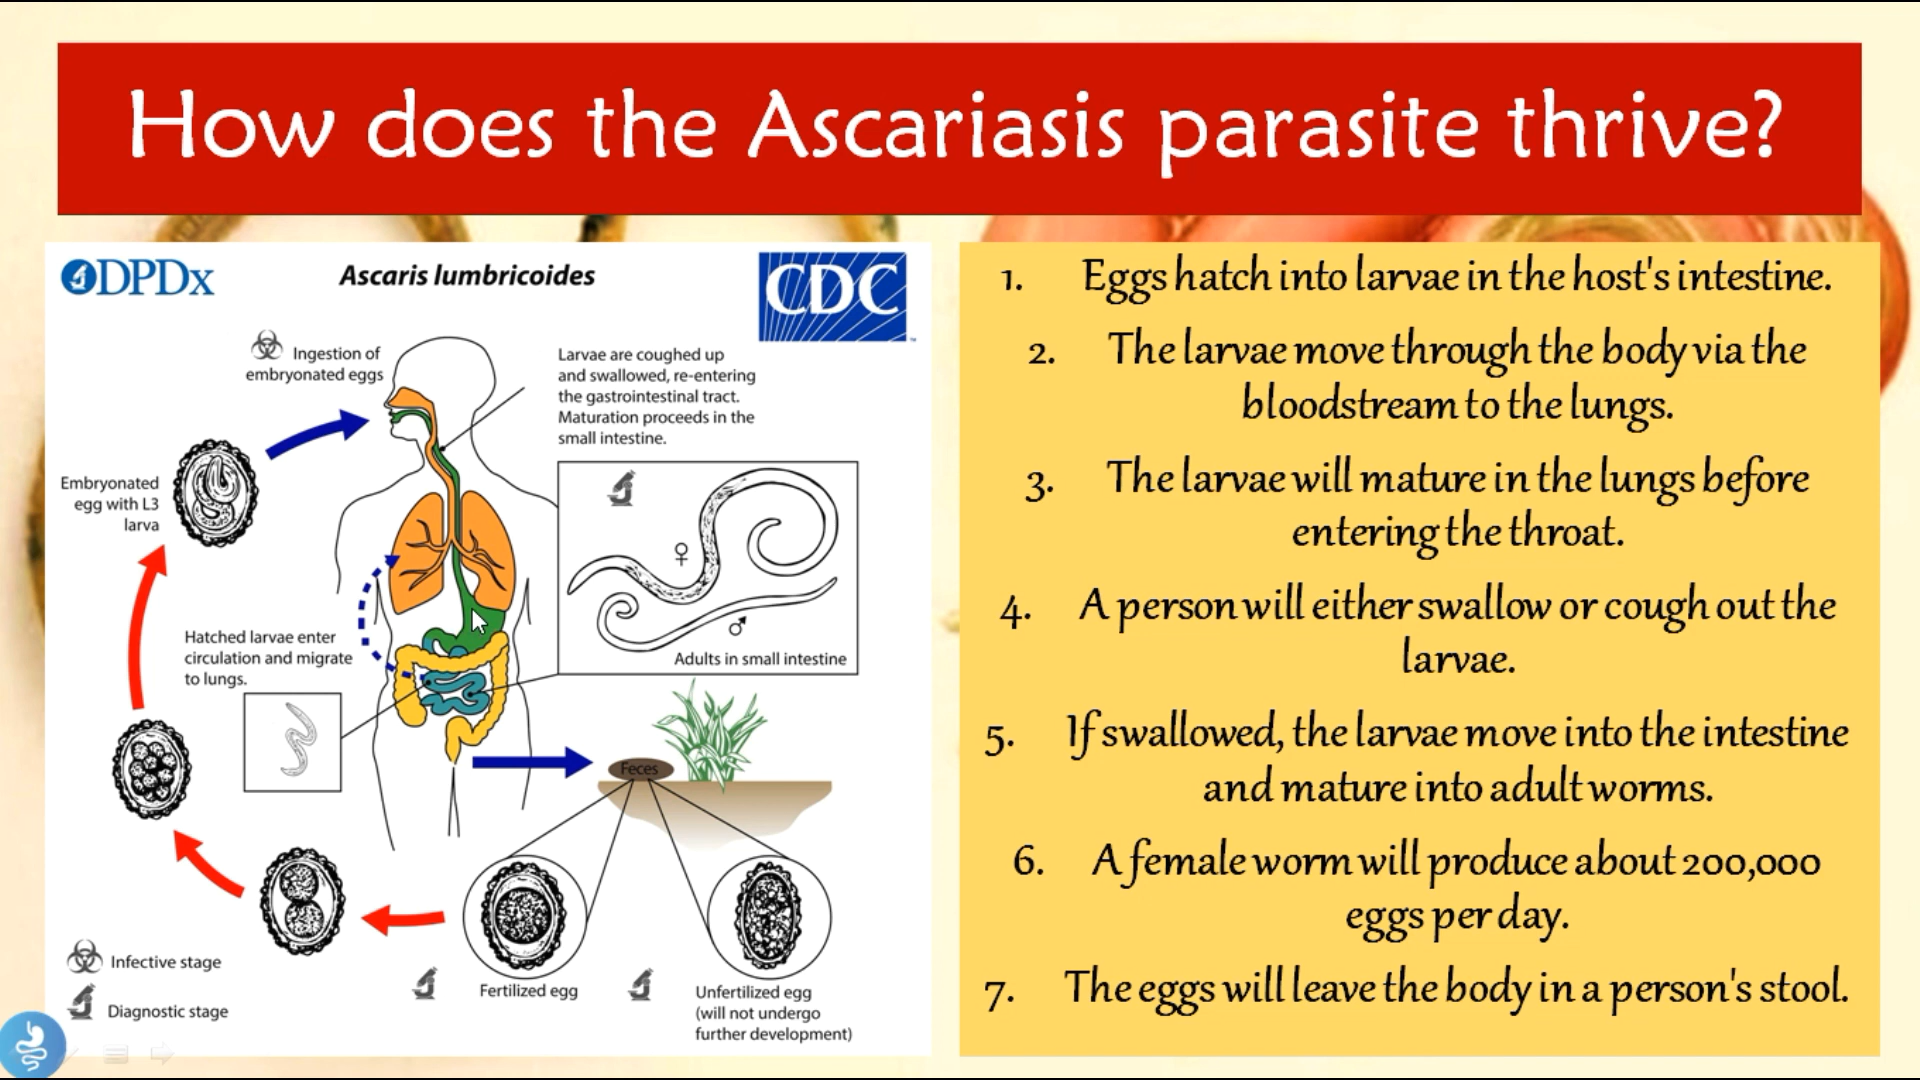 How does the Ascariasis parasite thrive?
DPDx
Ascaris lumbricoides
CDC
Ingestion of
embryonated eggs
Larvae are coughed up
and swallowed, re-entering
the gastrointestinal tract.
Maturation proceeds in the
small intestine.
Embryonated
egg with L3
larva
♀
♂
Adults in small intestine
Hatched larvae enter
circulation and migrate
to lungs.
Feces
Infective stage
Diagnostic stage
Fertilized egg
Unfertilized egg
(will not undergo
further development)
1. Eggs hatch into larvae in the host's intestine.
2. The larvae move through the body via the
bloodstream to the lungs.
3. The larvae will mature in the lungs before
entering the throat.
4. A person will either swallow or cough out the
larvae.
5. If swallowed, the larvae move into the intestine
and mature into adult worms.
6. A female worm will produce about 200,000
eggs per day.
7. The eggs will leave the body in a person's stool.